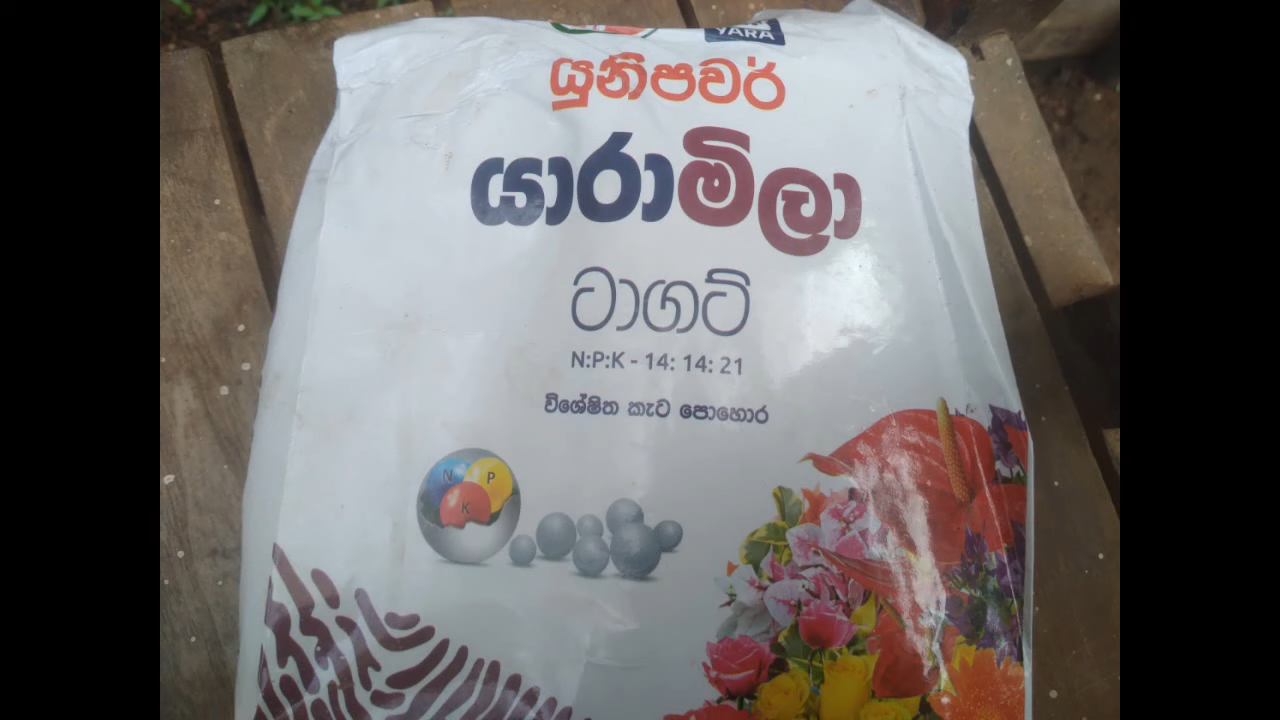 YARA
යුනිපවර්
යාරාමිලා
ටාගට්
N:P:K - 14: 14: 21
විශේෂිත කැට පොහොර
N P
K